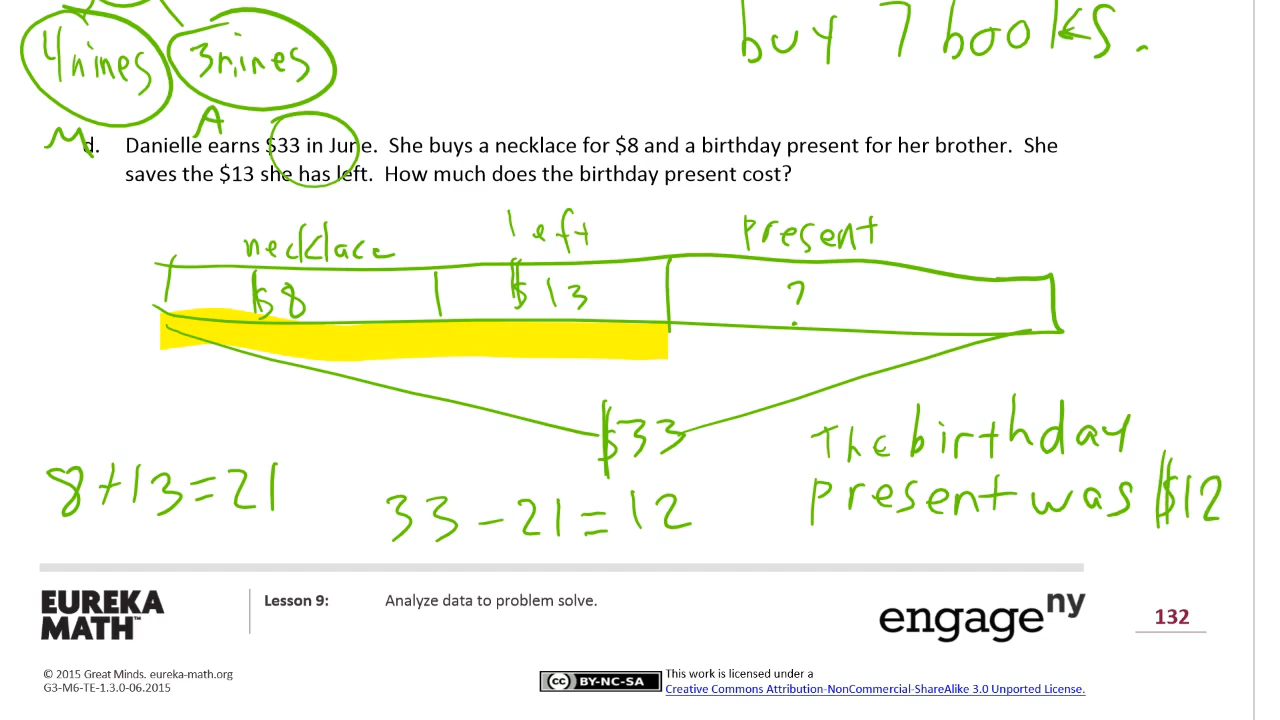 buy 7 books.
4 nines 3 nines
M A
d. Danielle earns $33 in June. She buys a necklace for $8 and a birthday present for her brother. She
saves the $13 she has left. How much does the birthday present cost?
necklace left present
$8 $13 ?
$33
The birthday
8+13=21 33-21=12 present was $12
EUREKA
MATH™
Lesson 9: Analyze data to problem solve.
engageny
132
© 2015 Great Minds. eureka-math.org
G3-M6-TE-1.3.0-06.2015
cc BY-NC-SA
This work is licensed under a
Creative Commons Attribution-NonCommercial-ShareAlike 3.0 Unported License.